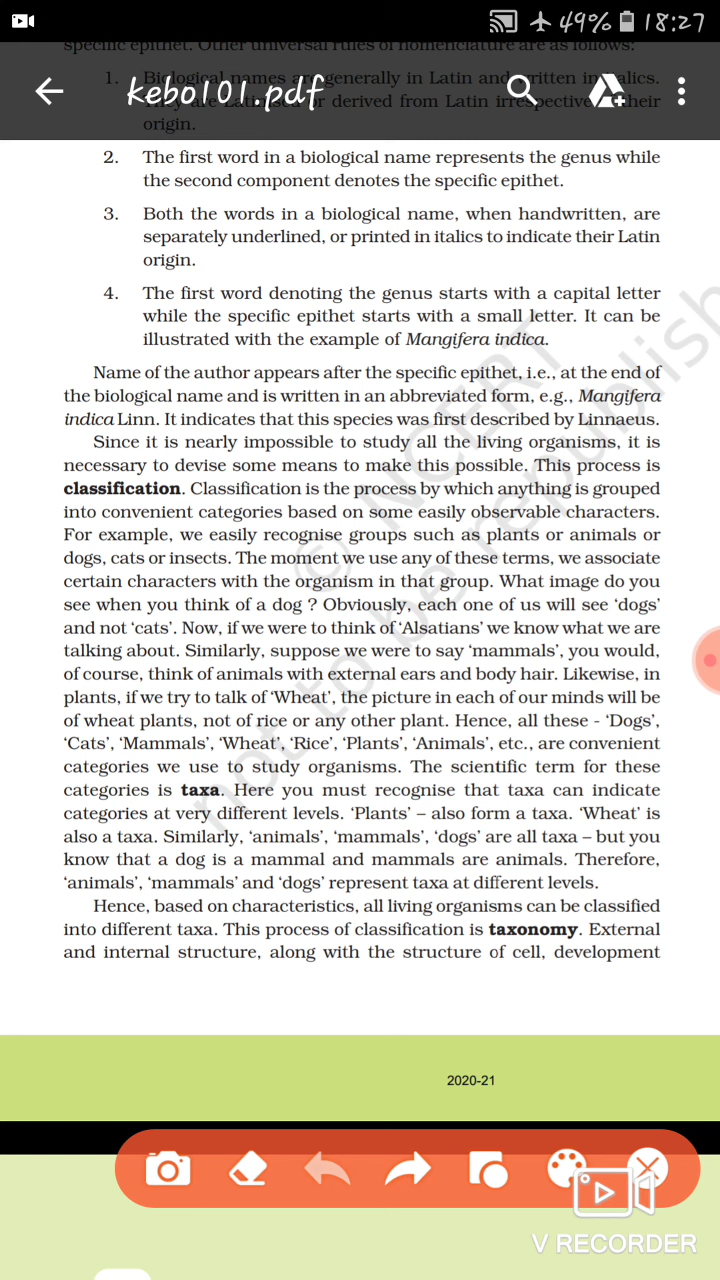 49% 18:27
specific epithet. Other universal rules of nomenclature are as follows:
kebo101.pdf
1. Biological names are generally in Latin and written in italics.
They are Latinised or derived from Latin irrespective of their
origin.
2. The first word in a biological name represents the genus while
the second component denotes the specific epithet.
3. Both the words in a biological name, when handwritten, are
separately underlined, or printed in italics to indicate their Latin
origin.
4. The first word denoting the genus starts with a capital letter
while the specific epithet starts with a small letter. It can be
illustrated with the example of Mangifera indica.
Name of the author appears after the specific epithet, i.e., at the end of
the biological name and is written in an abbreviated form, e.g., Mangifera
indica Linn. It indicates that this species was first described by Linnaeus.
Since it is nearly impossible to study all the living organisms, it is
necessary to devise some means to make this possible. This process is
classification. Classification is the process by which anything is grouped
into convenient categories based on some easily observable characters.
For example, we easily recognise groups such as plants or animals or
dogs, cats or insects. The moment we use any of these terms, we associate
certain characters with the organism in that group. What image do you
see when you think of a dog ? Obviously, each one of us will see ‘dogs’
and not ‘cats’. Now, if we were to think of ‘Alsatians’ we know what we are
talking about. Similarly, suppose we were to say ‘mammals’, you would,
of course, think of animals with external ears and body hair. Likewise, in
plants, if we try to talk of ‘Wheat’, the picture in each of our minds will be
of wheat plants, not of rice or any other plant. Hence, all these - ‘Dogs’,
‘Cats’, ‘Mammals’, ‘Wheat’, ‘Rice’, ‘Plants’, ‘Animals’, etc., are convenient
categories we use to study organisms. The scientific term for these
categories is taxa. Here you must recognise that taxa can indicate
categories at very different levels. ‘Plants’ – also form a taxa. ‘Wheat’ is
also a taxa. Similarly, ‘animals’, ‘mammals’, ‘dogs’ are all taxa – but you
know that a dog is a mammal and mammals are animals. Therefore,
‘animals’, ‘mammals’ and ‘dogs’ represent taxa at different levels.
Hence, based on characteristics, all living organisms can be classified
into different taxa. This process of classification is taxonomy. External
and internal structure, along with the structure of cell, development
© NCERT
not to be republish
2020-21
V RECORDER